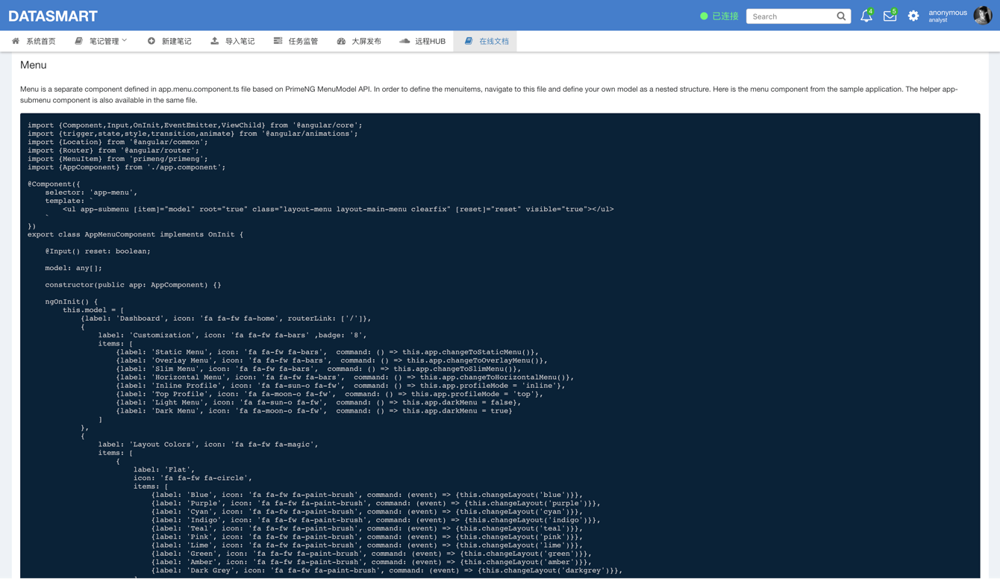 DATASMART
已连接
Search
4
5
anonymous
analyst
系统首页
笔记管理
新建笔记
导入笔记
任务监管
大屏发布
远程HUB
在线文档
Menu
Menu is a separate component defined in app.menu.component.ts file based on PrimeNG MenuModel API. In order to define the menuitems, navigate to this file and define your own model as a nested structure. Here is the menu component from the sample application. The helper app-
submenu component is also available in the same file.
import {Component,Input,OnInit,EventEmitter,ViewChild} from '@angular/core';
import {trigger,state,style,transition,animate} from '@angular/animations';
import {Location} from '@angular/common';
import {Router} from '@angular/router';
import {MenuItem} from 'primeng/primeng';
import {AppComponent} from './app.component';
@Component({
    selector: 'app-menu',
    template: `
        <ul app-submenu [item]="model" root="true" class="layout-menu layout-main-menu clearfix" [reset]="reset" visible="true"></ul>
    `
})
export class AppMenuComponent implements OnInit {
    @Input() reset: boolean;
    model: any[];
    constructor(public app: AppComponent) {}
    ngOnInit() {
        this.model = [
            {label: 'Dashboard', icon: 'fa fa-fw fa-home', routerLink: ['/']},
            {
                label: 'Customization', icon: 'fa fa-fw fa-bars' ,badge: '8',
                items: [
                    {label: 'Static Menu', icon: 'fa fa-fw fa-bars',  command: () => this.app.changeToStaticMenu()},
                    {label: 'Overlay Menu', icon: 'fa fa-fw fa-bars',  command: () => this.app.changeToOverlayMenu()},
                    {label: 'Slim Menu', icon: 'fa fa-fw fa-bars',  command: () => this.app.changeToSlimMenu()},
                    {label: 'Horizontal Menu', icon: 'fa fa-fw fa-bars',  command: () => this.app.changeToHorizontalMenu()},
                    {label: 'Inline Profile', icon: 'fa fa-sun-o fa-fw',  command: () => this.app.profileMode = 'inline'},
                    {label: 'Top Profile', icon: 'fa fa-moon-o fa-fw',  command: () => this.app.profileMode = 'top'},
                    {label: 'Light Menu', icon: 'fa fa-sun-o fa-fw',  command: () => this.app.darkMenu = false},
                    {label: 'Dark Menu', icon: 'fa fa-moon-o fa-fw',  command: () => this.app.darkMenu = true}
                ]
            },
            {
                label: 'Layout Colors', icon: 'fa fa-fw fa-magic',
                items: [
                    {
                        label: 'Flat',
                        icon: 'fa fa-fw fa-circle',
                        items: [
                            {label: 'Blue', icon: 'fa fa-fw fa-paint-brush', command: (event) => {this.changeLayout('blue')}},
                            {label: 'Purple', icon: 'fa fa-fw fa-paint-brush', command: (event) => {this.changeLayout('purple')}},
                            {label: 'Cyan', icon: 'fa fa-fw fa-paint-brush', command: (event) => {this.changeLayout('cyan')}},
                            {label: 'Indigo', icon: 'fa fa-fw fa-paint-brush', command: (event) => {this.changeLayout('indigo')}},
                            {label: 'Teal', icon: 'fa fa-fw fa-paint-brush', command: (event) => {this.changeLayout('teal')}},
                            {label: 'Pink', icon: 'fa fa-fw fa-paint-brush', command: (event) => {this.changeLayout('pink')}},
                            {label: 'Lime', icon: 'fa fa-fw fa-paint-brush', command: (event) => {this.changeLayout('lime')}},
                            {label: 'Green', icon: 'fa fa-fw fa-paint-brush', command: (event) => {this.changeLayout('green')}},
                            {label: 'Amber', icon: 'fa fa-fw fa-paint-brush', command: (event) => {this.changeLayout('amber')}},
                            {label: 'Dark Grey', icon: 'fa fa-fw fa-paint-brush', command: (event) => {this.changeLayout('darkgrey')}},